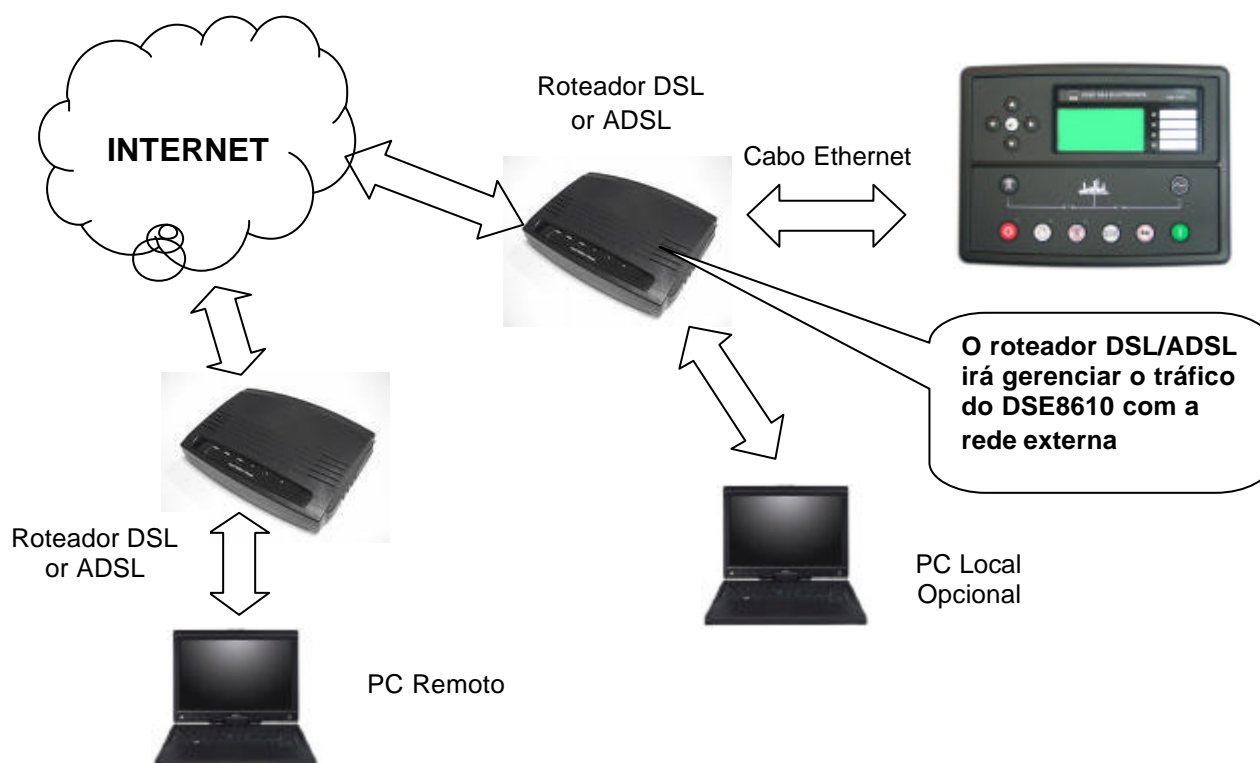 INTERNET
Roteador DSL
or ADSL
Cabo Ethernet
O roteador DSL/ADSL
irá gerenciar o tráfico
do DSE8610 com a
rede externa
Roteador DSL
or ADSL
PC Local
Opcional
PC Remoto